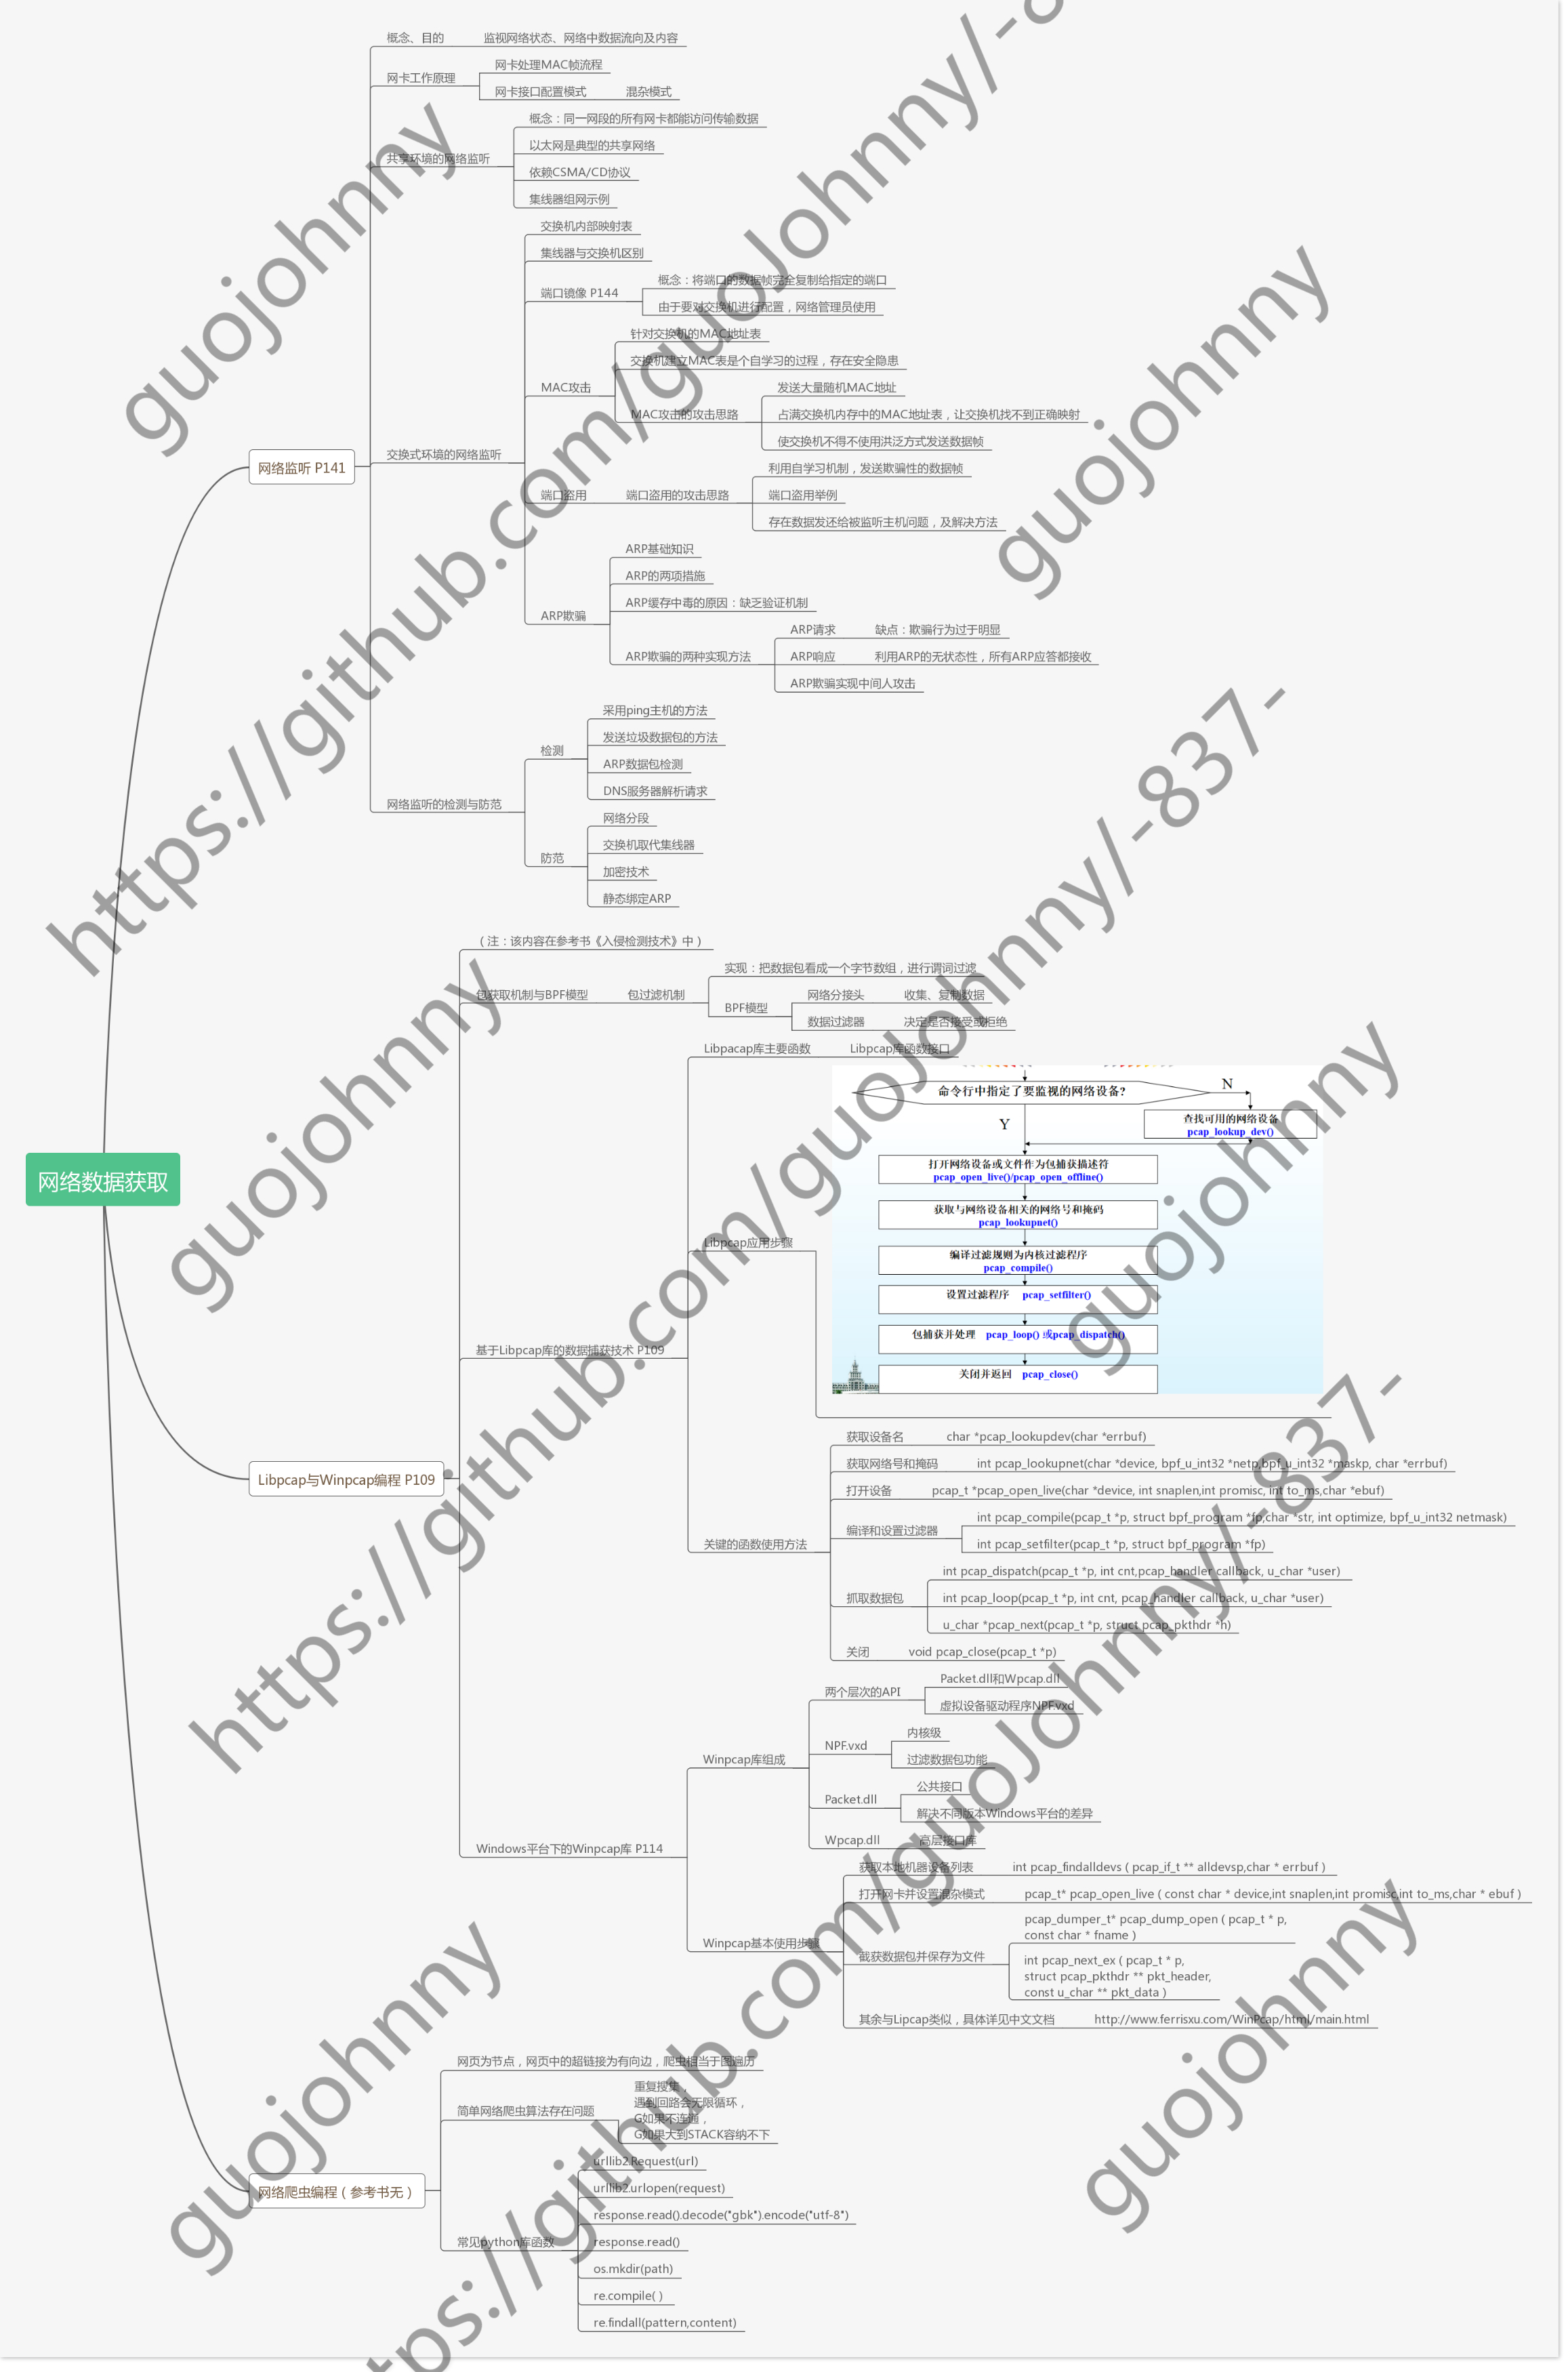 网络数据获取
网络监听 P141
概念、目的
监视网络状态、网络中数据流向及内容
网卡工作原理
网卡处理MAC帧流程
网卡接口配置模式
混杂模式
共享环境的网络监听
概念：同一网段的所有网卡都能访问传输数据
以太网是典型的共享网络
依赖CSMA/CD协议
集线器组网示例
交换式环境的网络监听
交换机内部映射表
集线器与交换机区别
端口镜像 P144
概念：将端口的数据帧完全复制给指定的端口
由于要对交换机进行配置，网络管理员使用
MAC攻击
针对交换机的MAC地址表
交换机建立MAC表是个自学习的过程，存在安全隐患
MAC攻击的攻击思路
发送大量随机MAC地址
占满交换机内存中的MAC地址表，让交换机找不到正确映射
使交换机不得不使用洪泛方式发送数据帧
端口盗用
端口盗用的攻击思路
利用自学习机制，发送欺骗性的数据帧
端口盗用举例
存在数据发还给被监听主机问题，及解决方法
ARP欺骗
ARP基础知识
ARP的两项措施
ARP缓存中毒的原因：缺乏验证机制
ARP欺骗的两种实现方法
ARP请求
缺点：欺骗行为过于明显
ARP响应
利用ARP的无状态性，所有ARP应答都接收
ARP欺骗实现中间人攻击
网络监听的检测与防范
检测
采用ping主机的方法
发送垃圾数据包的方法
ARP数据包检测
DNS服务器解析请求
防范
网络分段
交换机取代集线器
加密技术
静态绑定ARP
Libpcap与Winpcap编程 P109
（注：该内容在参考书《入侵检测技术》中）
包获取机制与BPF模型
包过滤机制
实现：把数据包看成一个字节数组，进行谓词过滤
BPF模型
网络分接头
收集、复制数据
数据过滤器
决定是否接受或拒绝
基于Libpcap库的数据捕获技术 P109
Libpacap库主要函数
Libpcap库函数接口
Libpcap应用步骤
命令行中指定了要监视的网络设备?
N
Y
查找可用的网络设备
pcap_lookup_dev()
打开网络设备或文件作为包捕获描述符
pcap_open_live()/pcap_open_offline()
获取与网络设备相关的网络号和掩码
pcap_lookupnet()
编译过滤规则为内核过滤程序
pcap_compile()
设置过滤程序 pcap_setfilter()
包捕获并处理 pcap_loop() 或pcap_dispatch()
关闭并返回 pcap_close()
关键的函数使用方法
获取设备名
char *pcap_lookupdev(char *errbuf)
获取网络号和掩码
int pcap_lookupnet(char *device, bpf_u_int32 *netp,bpf_u_int32 *maskp, char *errbuf)
打开设备
pcap_t *pcap_open_live(char *device, int snaplen,int promisc, int to_ms,char *ebuf)
编译和设置过滤器
int pcap_compile(pcap_t *p, struct bpf_program *fp,char *str, int optimize, bpf_u_int32 netmask)
int pcap_setfilter(pcap_t *p, struct bpf_program *fp)
抓取数据包
int pcap_dispatch(pcap_t *p, int cnt,pcap_handler callback, u_char *user)
int pcap_loop(pcap_t *p, int cnt, pcap_handler callback, u_char *user)
u_char *pcap_next(pcap_t *p, struct pcap_pkthdr *h)
关闭
void pcap_close(pcap_t *p)
Windows平台下的Winpcap库 P114
Winpcap库组成
两个层次的API
Packet.dll和Wpcap.dll
虚拟设备驱动程序NPF.vxd
NPF.vxd
内核级
过滤数据包功能
Packet.dll
公共接口
解决不同版本Windows平台的差异
Wpcap.dll
高层接口库
Winpcap基本使用步骤
获取本地机器设备列表
int pcap_findalldevs ( pcap_if_t ** alldevsp,char * errbuf )
打开网卡并设置混杂模式
pcap_t* pcap_open_live ( const char * device,int snaplen,int promisc,int to_ms,char * ebuf )
截获数据包并保存为文件
pcap_dumper_t* pcap_dump_open ( pcap_t * p,
const char * fname )
int pcap_next_ex ( pcap_t * p,
struct pcap_pkthdr ** pkt_header,
const u_char ** pkt_data )
其余与Lipcap类似，具体详见中文文档
http://www.ferrisxu.com/WinPcap/html/main.html
网络爬虫编程（参考书无）
网页为节点，网页中的超链接为有向边，爬虫相当于图遍历
简单网络爬虫算法存在问题
重复搜集，
遇到回路会无限循环，
G如果不连通，
G如果大到STACK容纳不下
常见python库函数
urllib2.Request(url)
urllib2.urlopen(request)
response.read().decode("gbk").encode("utf-8")
response.read()
os.mkdir(path)
re.compile( )
re.findall(pattern,content)
guojohnny
https://github.com/guoJohnny/-8
guojohnny
guojohnny
https://github.com/guoJohnny/-837-
guojohnny
guojohnny
tps://github.com/guoJohnny/-837-
guojohnny